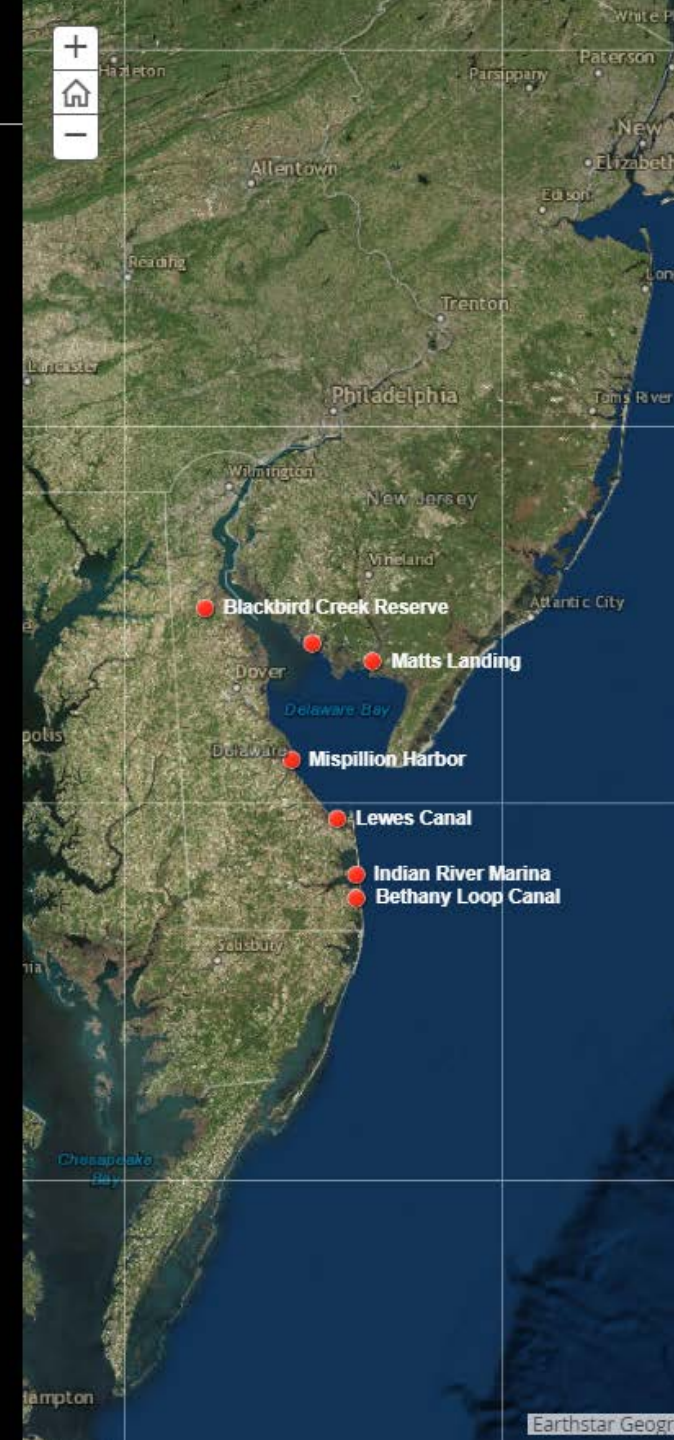 White P
+
Hazleton
Paterson
Parsippany
−
New
Elizabeth
Allentown
Edison
Reading
Lon
Trenton
Lancaster
Philadelphia
Toms River
Wilmington
New Jersey
Vineland
Blackbird Creek Reserve
Atlantic City
Matts Landing
Dover
Delaware Bay
polis
Delaware
Mispillion Harbor
Lewes Canal
Indian River Marina
Bethany Loop Canal
Salisbury
nia
Chesapeake
Bay
Hampton
Earthstar Geogr